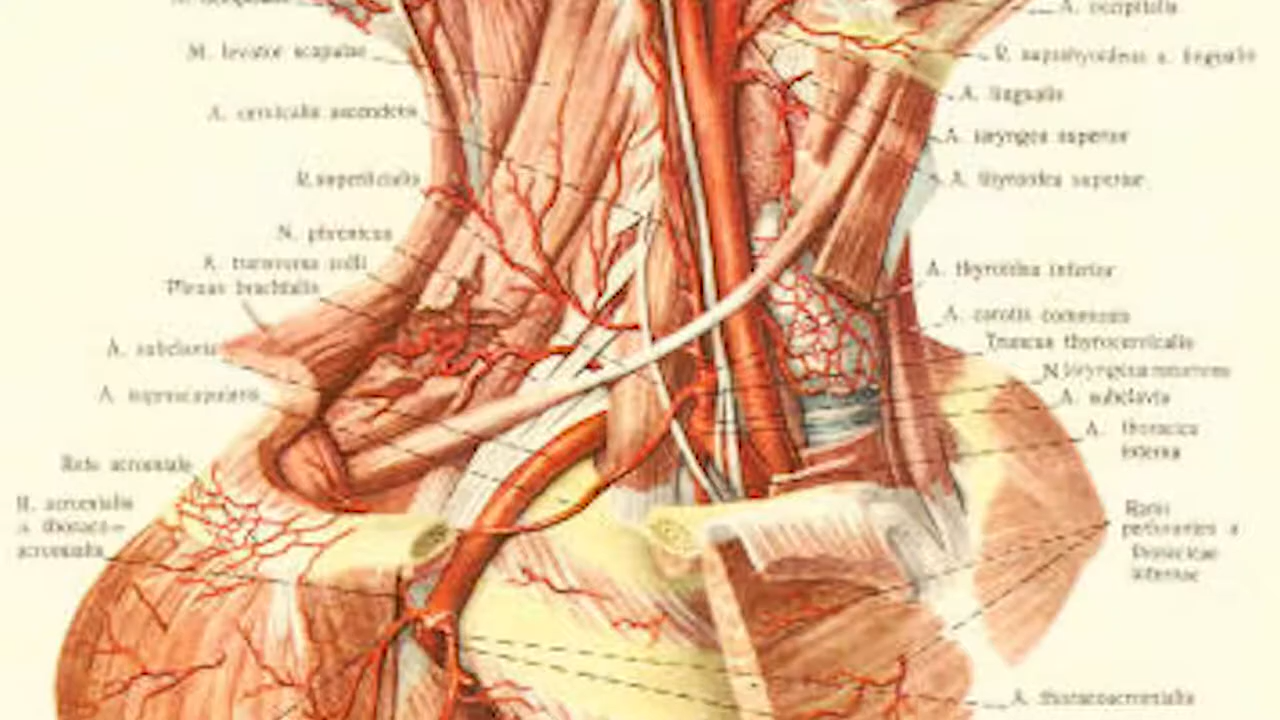 M. levator scapulae
A. cervicalis ascendens
R. superficialis
N. phrenicus
A. transversa colli
Plexus brachialis
A. subclavia
A. suprascapularis
Rete acromiale
R. acromialis
a. thoraco-
acromialis
A. occipitalis
R. suprahyoideus a. lingualis
A. lingualis
A. laryngea superior
A. thyroidea superior
A. thyroidea inferior
A. carotis communis
Truncus thyrocervicalis
N. laryngeus recurrens
A. subclavia
A. thoracica
interna
Rami
perforantes a
thoracicae
internae
A. thoracoacromialis